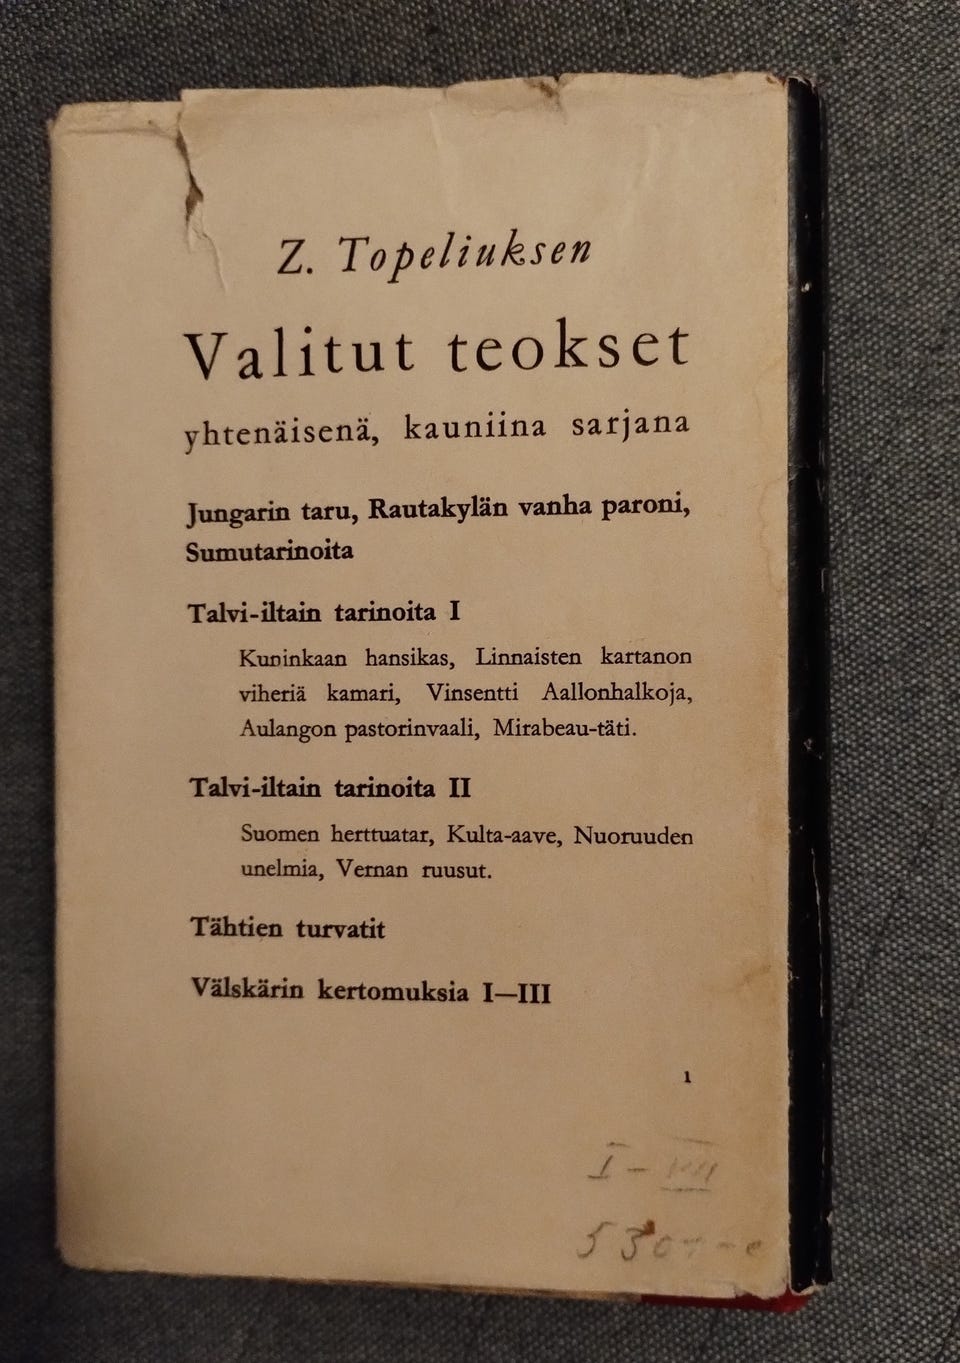 Z. Topeliuksen
Valitut teokset
yhtenäisenä, kauniina sarjana
Jungarin taru, Rautakylän vanha paroni,
Sumutarinoita
Talvi-iltain tarinoita I
Kuninkaan hansikas, Linnaisten kartanon
viheriä kamari, Vinsentti Aallonhalkoja,
Aulangon pastorinvaali, Mirabeau-täti.
Talvi-iltain tarinoita II
Suomen herttuatar, Kulta-aave, Nuoruuden
unelmia, Vernan ruusut.
Tähtien turvatit
Välskärin kertomuksia I—III
1
I - VII